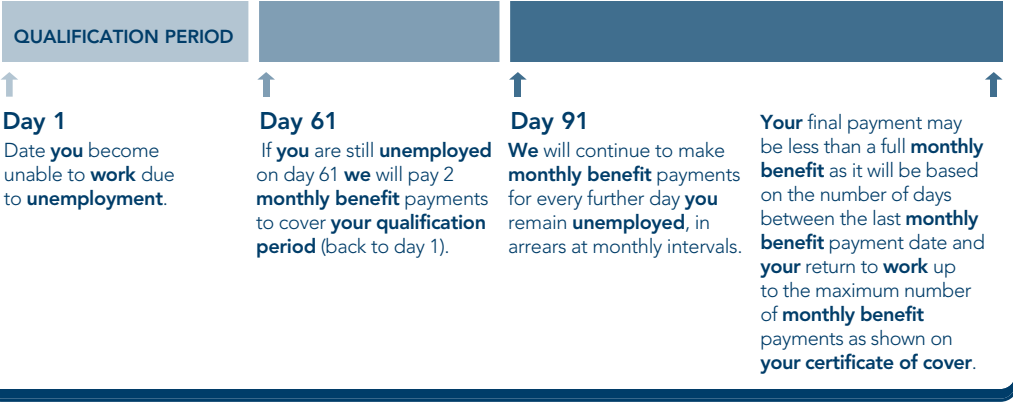 QUALIFICATION PERIOD
Day 1
Date you become
unable to work due
to unemployment.
Day 61
If you are still unemployed
on day 61 we will pay 2
monthly benefit payments
to cover your qualification
period (back to day 1).
Day 91
We will continue to make
monthly benefit payments
for every further day you
remain unemployed, in
arrears at monthly intervals.
Your final payment may
be less than a full monthly
benefit as it will be based
on the number of days
between the last monthly
benefit payment date and
your return to work up
to the maximum number
of monthly benefit
payments as shown on
your certificate of cover.